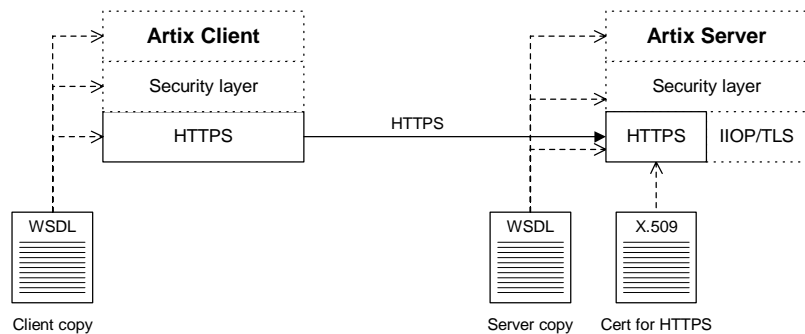 Artix Client
Artix Server
Security layer
Security layer
HTTPS
HTTPS
HTTPS
IIOP/TLS
WSDL
WSDL
X.509
Client copy
Server copy
Cert for HTTPS